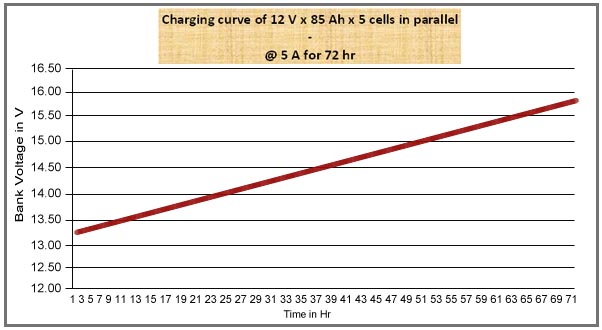 Charging curve of 12 V x 85 Ah x 5 cells in parallel
-
@ 5 A for 72 hr
16.50
16.00
15.50
15.00
14.50
14.00
13.50
13.00
12.50
12.00
Bank Voltage in V
1 3 5 7 9 11 13 15 17 19 21 23 25 27 29 31 33 35 37 39 41 43 45 47 49 51 53 55 57 59 61 63 65 67 69 71
Time in Hr